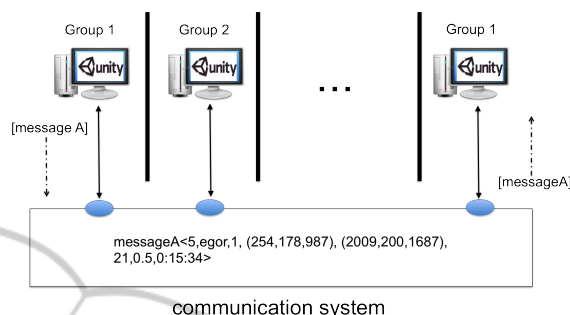 Group 1
Group 2
Group 1
unity
unity
unity
...
[message A]
[messageA]
messageA<5,egor,1, (254,178,987), (2009,200,1687),
21,0.5,0:15:34>
communication system